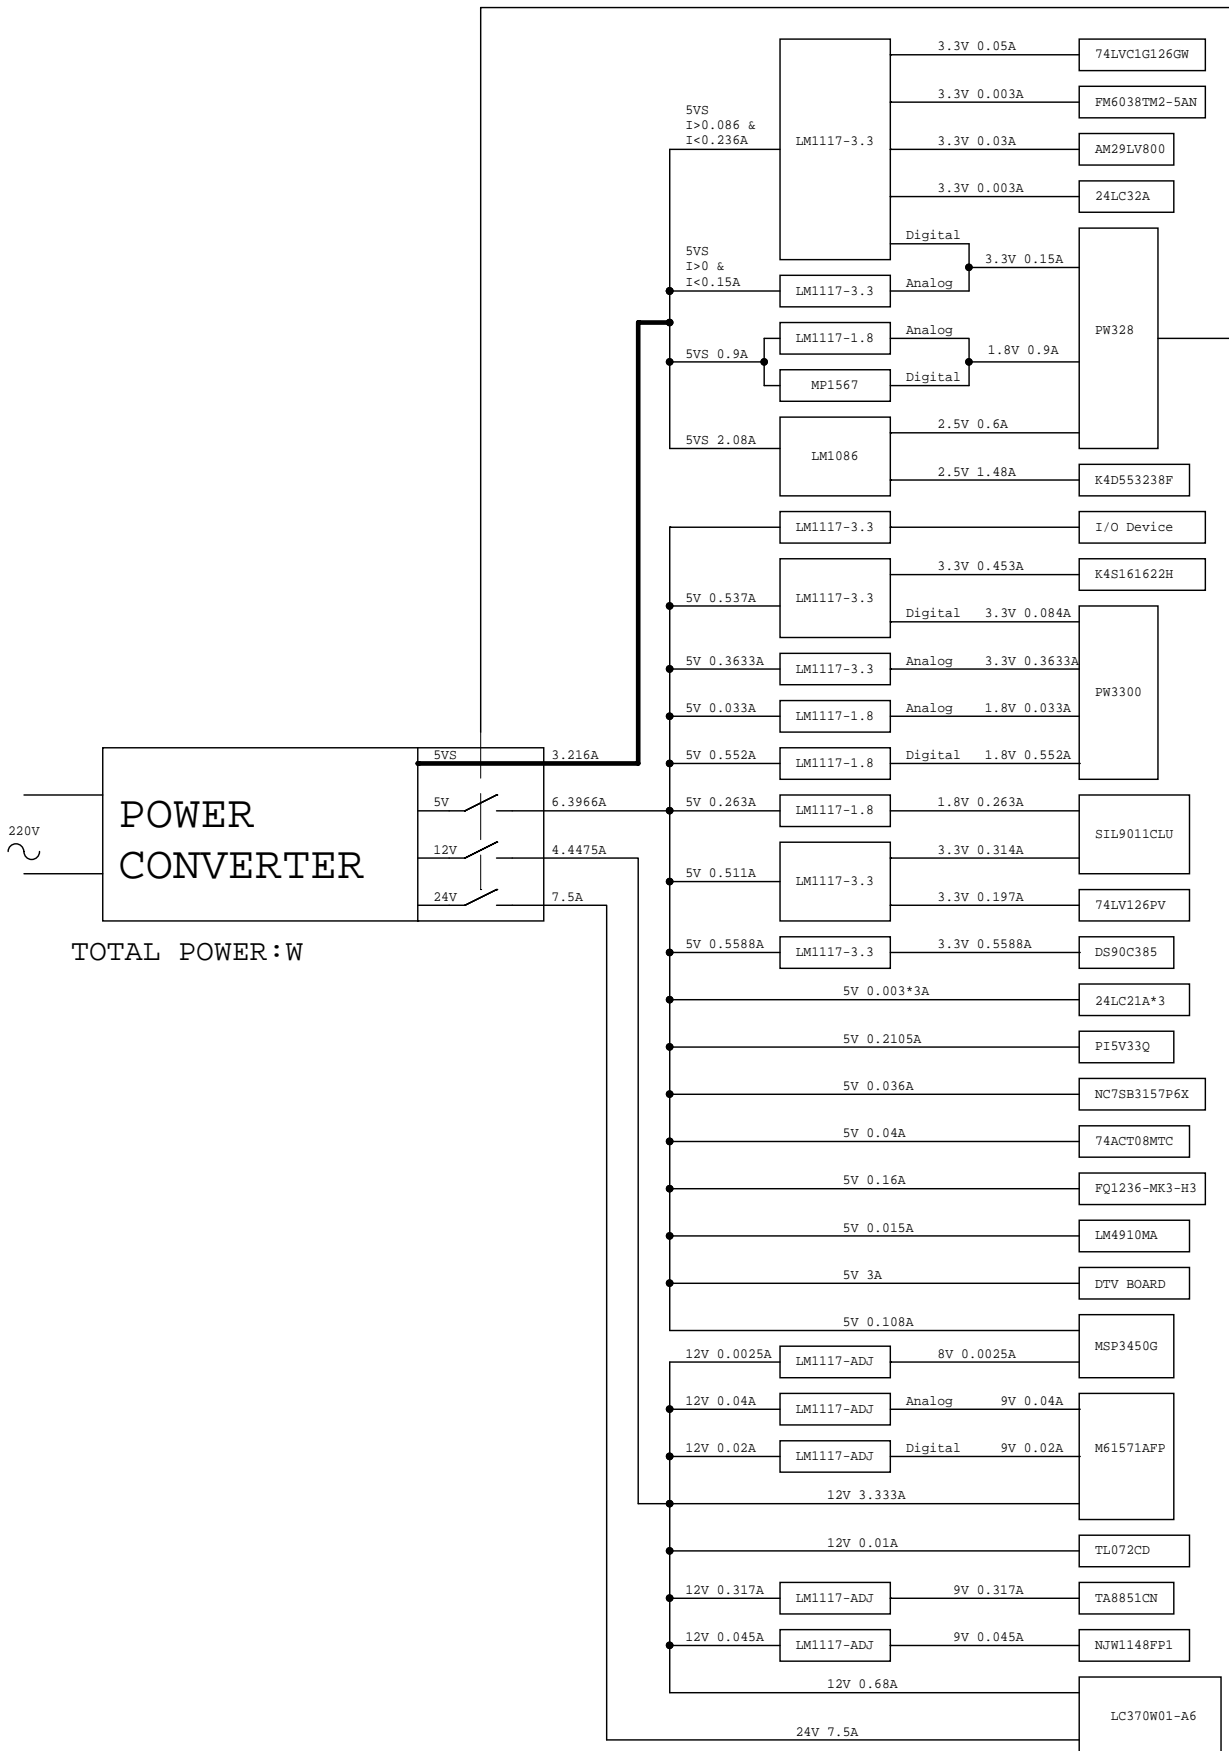 3.3V 0.05A
74LVC1G126GW
3.3V 0.003A
FM6038TM2-5AN
5VS
I>0.086 &
I<0.236A
LM1117-3.3
3.3V 0.03A
AM29LV800
3.3V 0.003A
24LC32A
Digital
5VS
I>0 &
I<0.15A
3.3V 0.15A
LM1117-3.3
Analog
LM1117-1.8
Analog
PW328
5VS 0.9A
1.8V 0.9A
MP1567
Digital
2.5V 0.6A
5VS 2.08A
LM1086
2.5V 1.48A
K4D553238F
LM1117-3.3
I/O Device
3.3V 0.453A
K4S161622H
5V 0.537A
LM1117-3.3
Digital
3.3V 0.084A
5V 0.3633A
LM1117-3.3
Analog
3.3V 0.3633A
PW3300
5V 0.033A
LM1117-1.8
Analog
1.8V 0.033A
5VS
3.216A
5V 0.552A
LM1117-1.8
Digital
1.8V 0.552A
POWER
CONVERTER
220V
5V
6.3966A
5V 0.263A
LM1117-1.8
1.8V 0.263A
SIL9011CLU
12V
4.4475A
3.3V 0.314A
5V 0.511A
LM1117-3.3
24V
7.5A
3.3V 0.197A
74LV126PV
TOTAL POWER:W
5V 0.5588A
LM1117-3.3
3.3V 0.5588A
DS90C385
5V 0.003*3A
24LC21A*3
5V 0.2105A
PI5V33Q
5V 0.036A
NC7SB3157P6X
5V 0.04A
74ACT08MTC
5V 0.16A
FQ1236-MK3-H3
5V 0.015A
LM4910MA
5V 3A
DTV BOARD
5V 0.108A
MSP3450G
12V 0.0025A
LM1117-ADJ
8V 0.0025A
12V 0.04A
LM1117-ADJ
Analog
9V 0.04A
M61571AFP
12V 0.02A
LM1117-ADJ
Digital
9V 0.02A
12V 3.333A
12V 0.01A
TL072CD
12V 0.317A
LM1117-ADJ
9V 0.317A
TA8851CN
12V 0.045A
LM1117-ADJ
9V 0.045A
NJW1148FP1
12V 0.68A
LC370W01-A6
24V 7.5A